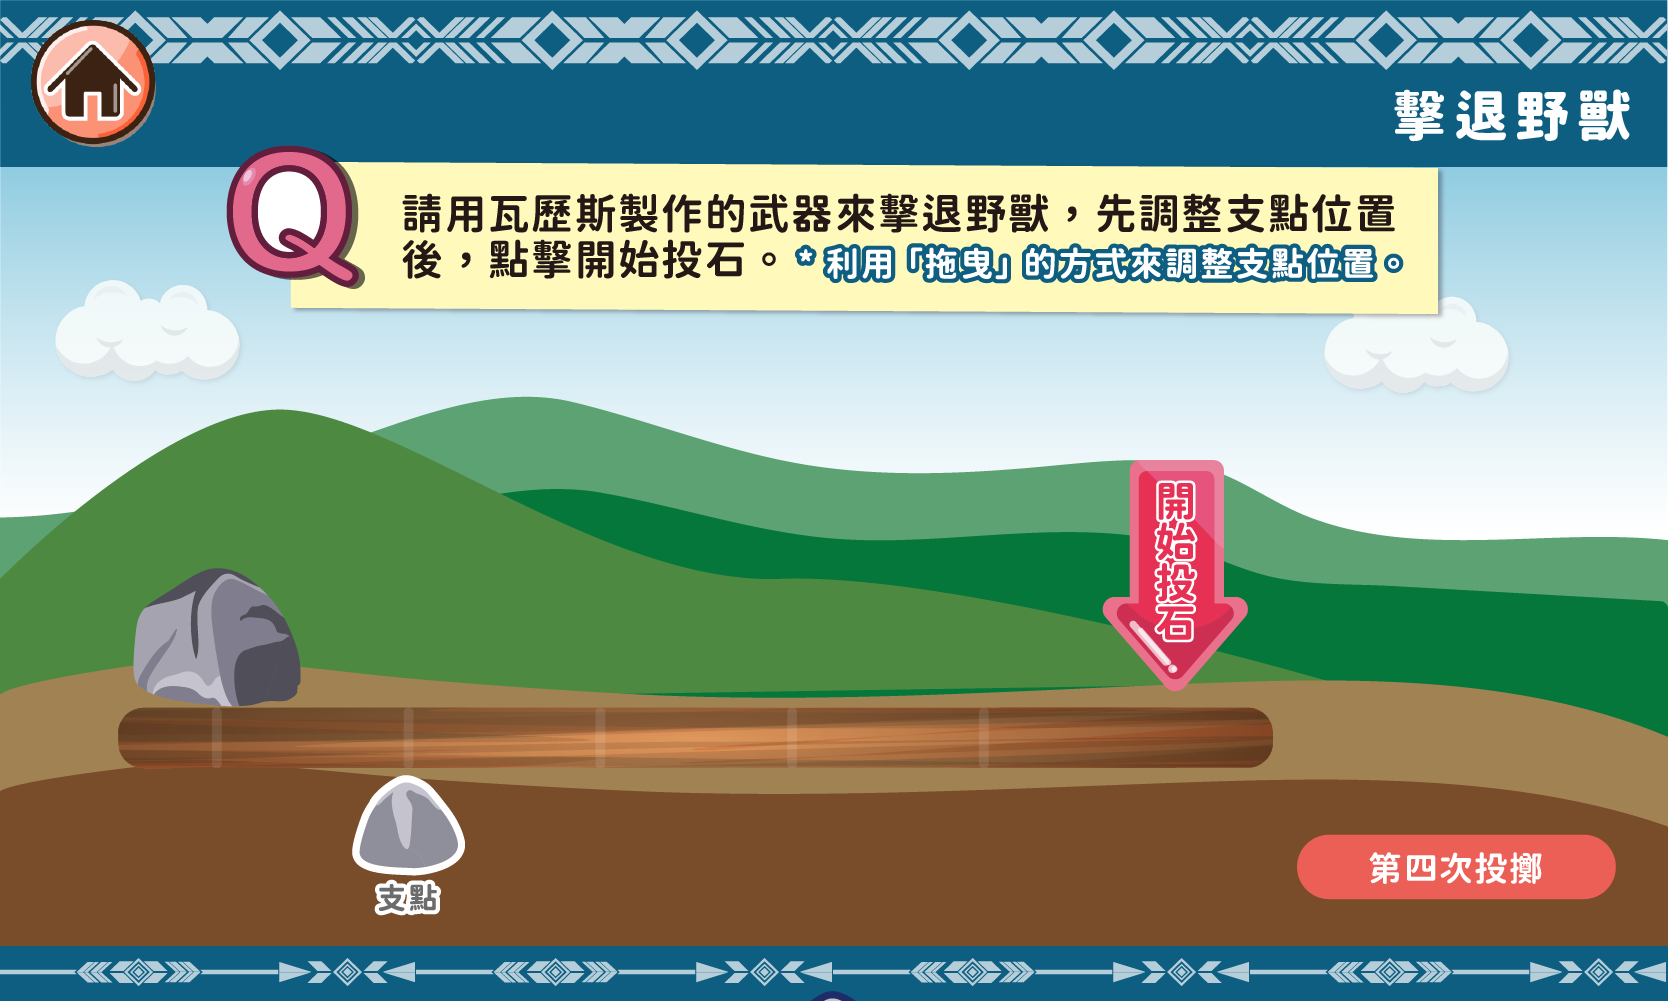 擊退野獸
Q
請用瓦歷斯製作的武器來擊退野獸，先調整支點位置
後，點擊開始投石。*利用「拖曳」的方式來調整支點位置。
開始投石
支點
第四次投擲